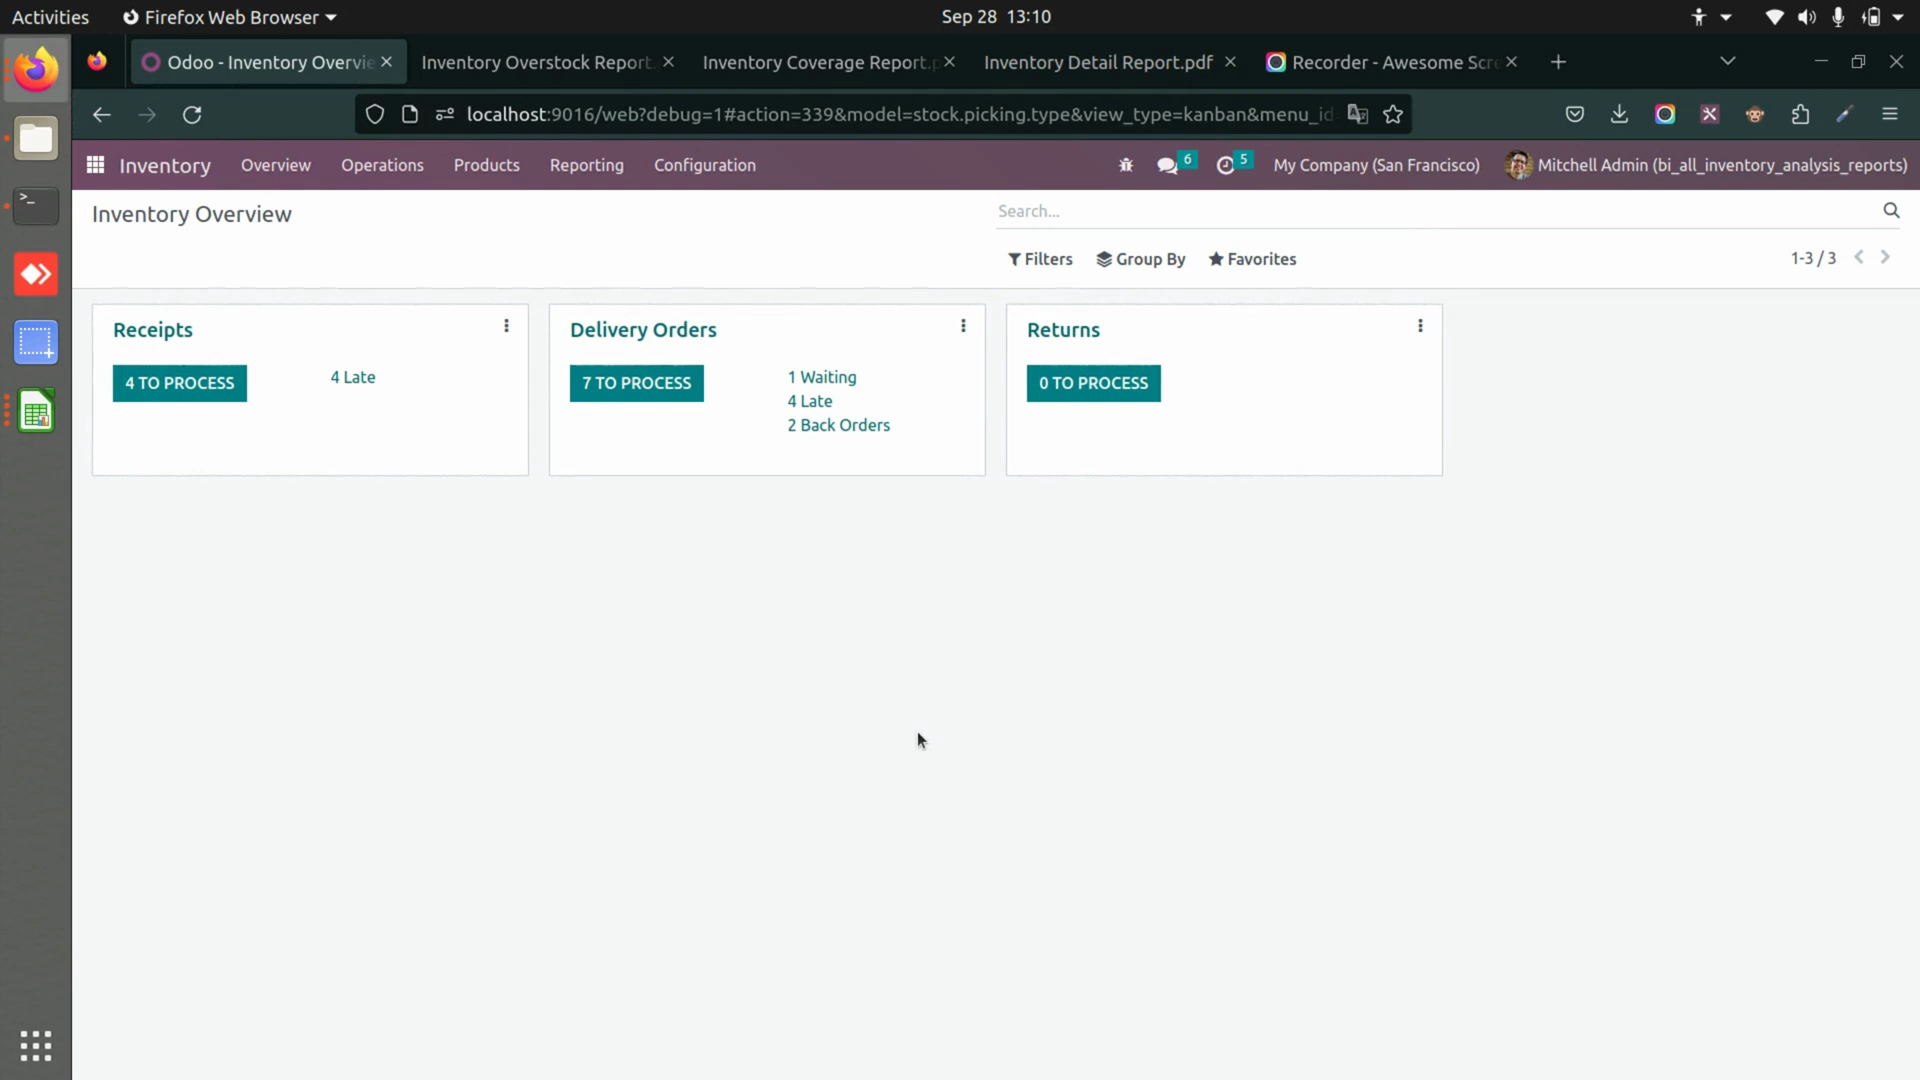 Activities
Firefox Web Browser
Sep 28 13:10
Odoo - Inventory Overvie
Inventory Overstock Report.
Inventory Coverage Report.p
Inventory Detail Report.pdf
Recorder - Awesome Scre
localhost:9016/web?debug=1#action=339&model=stock.picking.type&view_type=kanban&menu_id
Inventory
Overview
Operations
Products
Reporting
Configuration
6
5
My Company (San Francisco)
Mitchell Admin (bi_all_inventory_analysis_reports)
Inventory Overview
Search...
Filters
Group By
Favorites
1-3 / 3
Receipts
4 TO PROCESS
4 Late
Delivery Orders
7 TO PROCESS
1 Waiting
4 Late
2 Back Orders
Returns
0 TO PROCESS